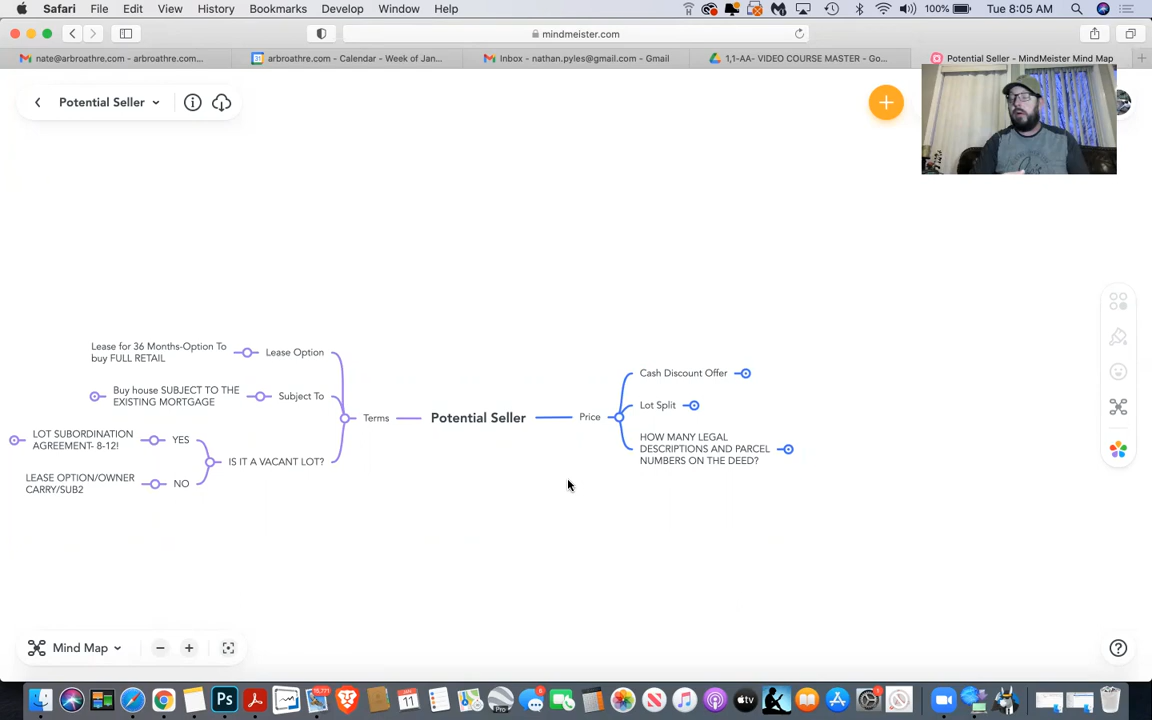 Safari File Edit View History Bookmarks Develop Window Help 100% Tue 8:05 AM
mindmeister.com
nate@arbroathre.com - arbroathre.com... arbroathre.com - Calendar - Week of Jan... Inbox - nathan.pyles@gmail.com - Gmail 1,1-AA- VIDEO COURSE MASTER - Go... Potential Seller - MindMeister Mind Map
Potential Seller
Lease for 36 Months-Option To
buy FULL RETAIL
Lease Option
Buy house SUBJECT TO THE
EXISTING MORTGAGE
Subject To
LOT SUBORDINATION
AGREEMENT- 8-12!
YES
IS IT A VACANT LOT?
LEASE OPTION/OWNER
CARRY/SUB2
NO
Terms
Potential Seller
Price
Cash Discount Offer
Lot Split
HOW MANY LEGAL
DESCRIPTIONS AND PARCEL
NUMBERS ON THE DEED?
Mind Map